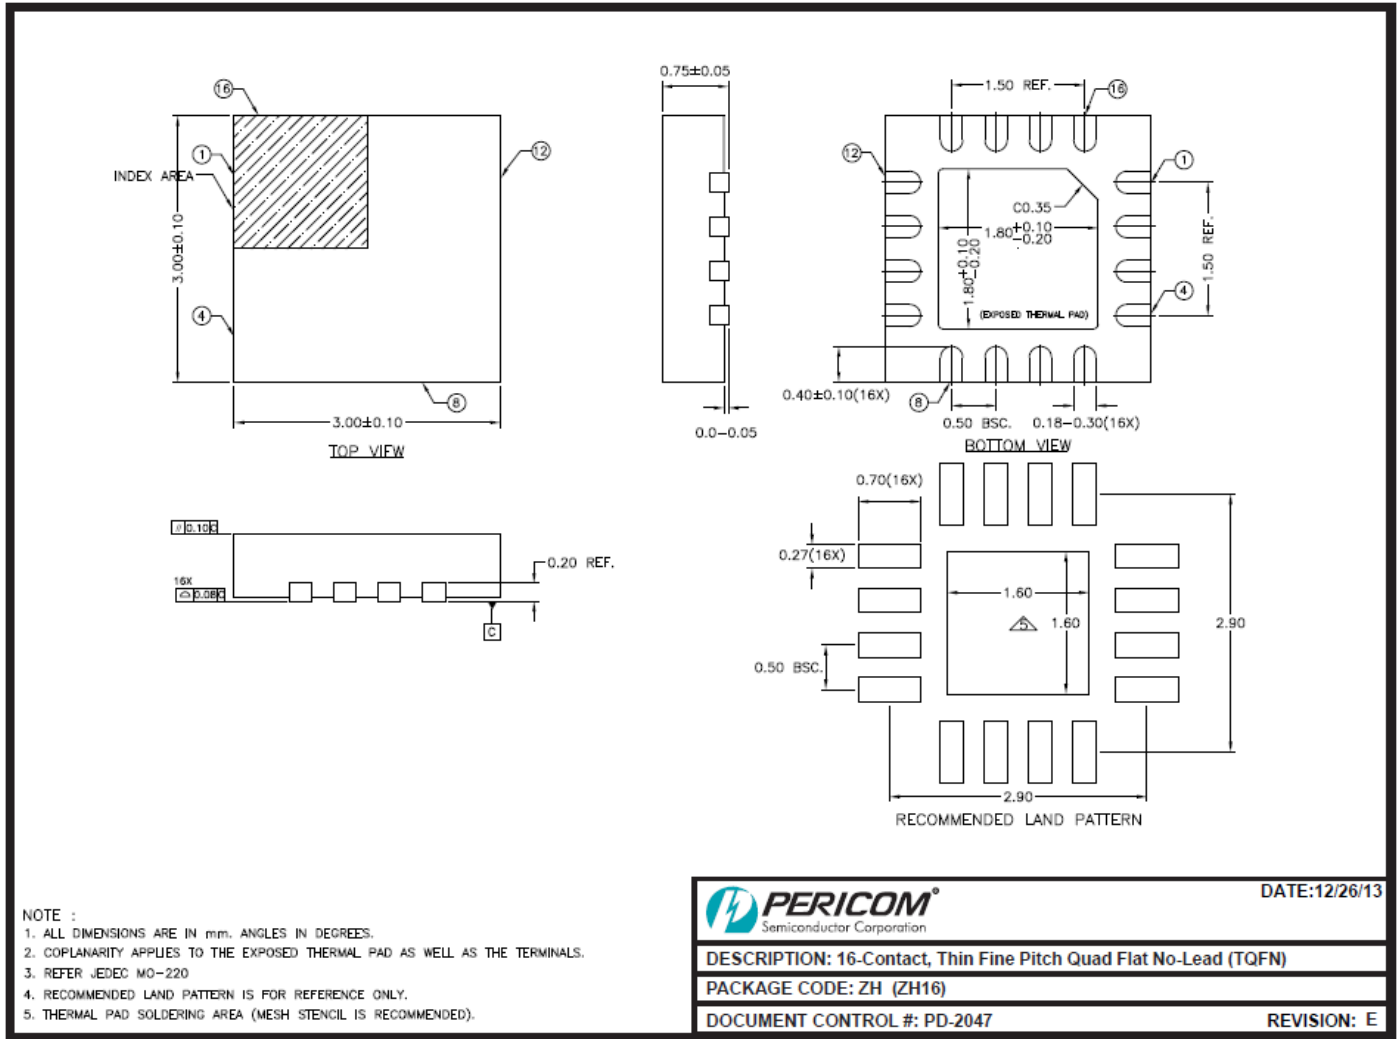 0.75±0.05
1.50 REF.
16
16
12
12
1
1
INDEX AREA
C0.35
1.80+0.10
-0.20
1.80+0.10
-0.20
3.00±0.10
1.50 REF.
4
4
(EXPOSED THERMAL PAD)
0.40±0.10(16X)
8
8
3.00±0.10
0.50 BSC.
0.18-0.30(16X)
0.0-0.05
TOP VIEW
BOTTOM VIEW
0.70(16X)
// 0.10 C
0.27(16X)
0.20 REF.
16X
0.08 C
1.60
5
1.60
2.90
C
0.50 BSC.
2.90
RECOMMENDED LAND PATTERN
NOTE :
1. ALL DIMENSIONS ARE IN mm. ANGLES IN DEGREES.
2. COPLANARITY APPLIES TO THE EXPOSED THERMAL PAD AS WELL AS THE TERMINALS.
3. REFER JEDEC MO-220
4. RECOMMENDED LAND PATTERN IS FOR REFERENCE ONLY.
5. THERMAL PAD SOLDERING AREA (MESH STENCIL IS RECOMMENDED).
PERICOM®
Semiconductor Corporation
DATE:12/26/13
DESCRIPTION: 16-Contact, Thin Fine Pitch Quad Flat No-Lead (TQFN)
PACKAGE CODE: ZH (ZH16)
DOCUMENT CONTROL #: PD-2047
REVISION: E